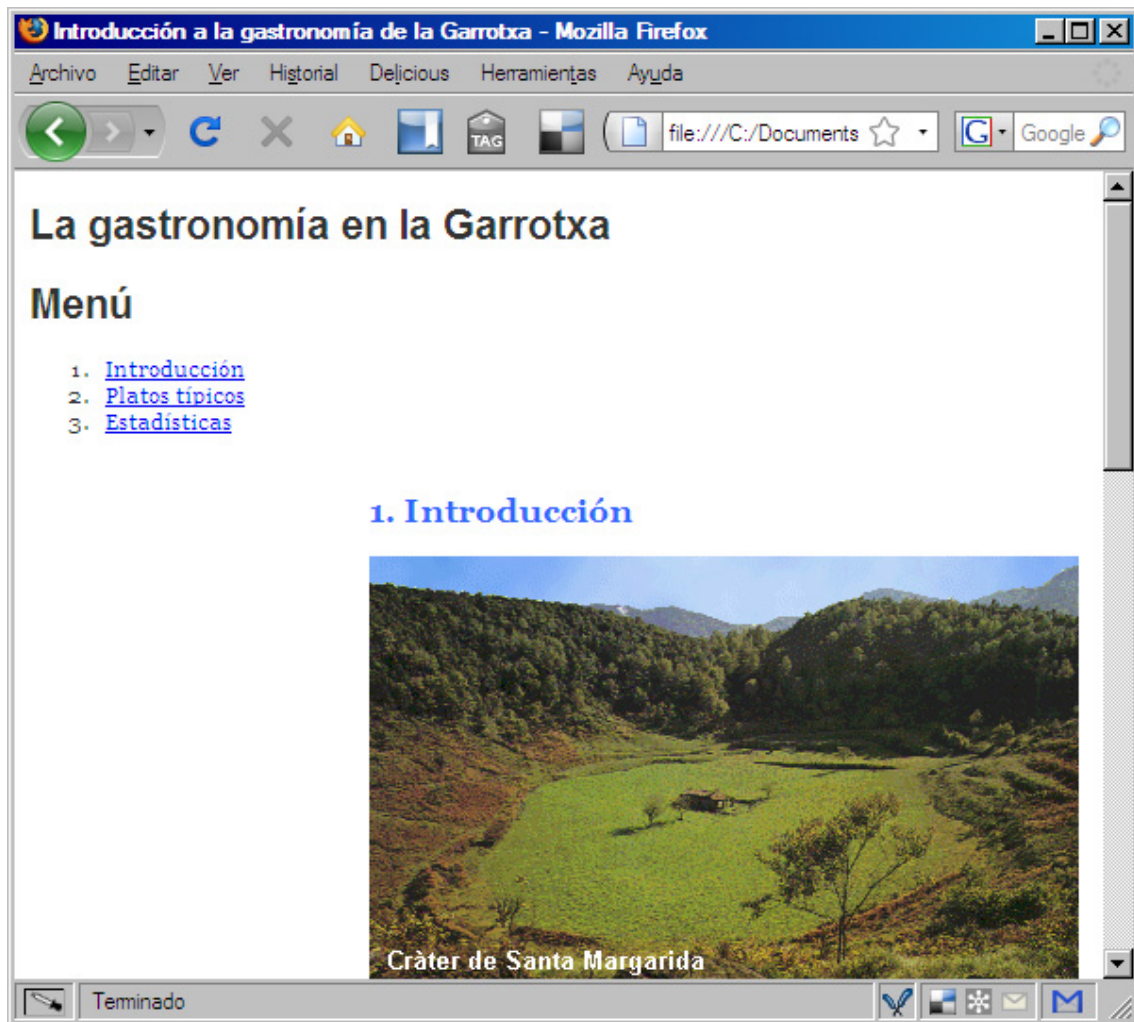 Introducción a la gastronomía de la Garrotxa - Mozilla Firefox
Archivo Editar Ver Historial Delicious Herramientas Ayuda
TAG file:///C:/Documents G Google
La gastronomía en la Garrotxa
Menú
1. Introducción
2. Platos típicos
3. Estadísticas
1. Introducción
Cràter de Santa Margarida
Terminado